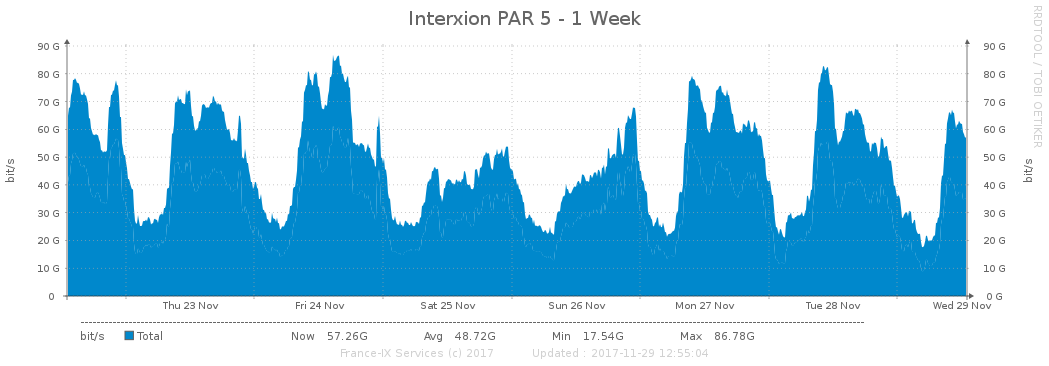 Interxion PAR 5 - 1 Week
RRDTOOL / TOBI OETIKER
90 G 90 G
80 G 80 G
70 G 70 G
60 G 60 G
50 G 50 G
40 G 40 G
30 G 30 G
20 G 20 G
10 G 10 G
0 0 G
bit/s
bit/s
Thu 23 Nov Fri 24 Nov Sat 25 Nov Sun 26 Nov Mon 27 Nov Tue 28 Nov Wed 29 Nov
bit/s Total Now 57.26G Avg 48.72G Min 17.54G Max 86.78G
France-IX Services (c) 2017 Updated : 2017-11-29 12:55:04